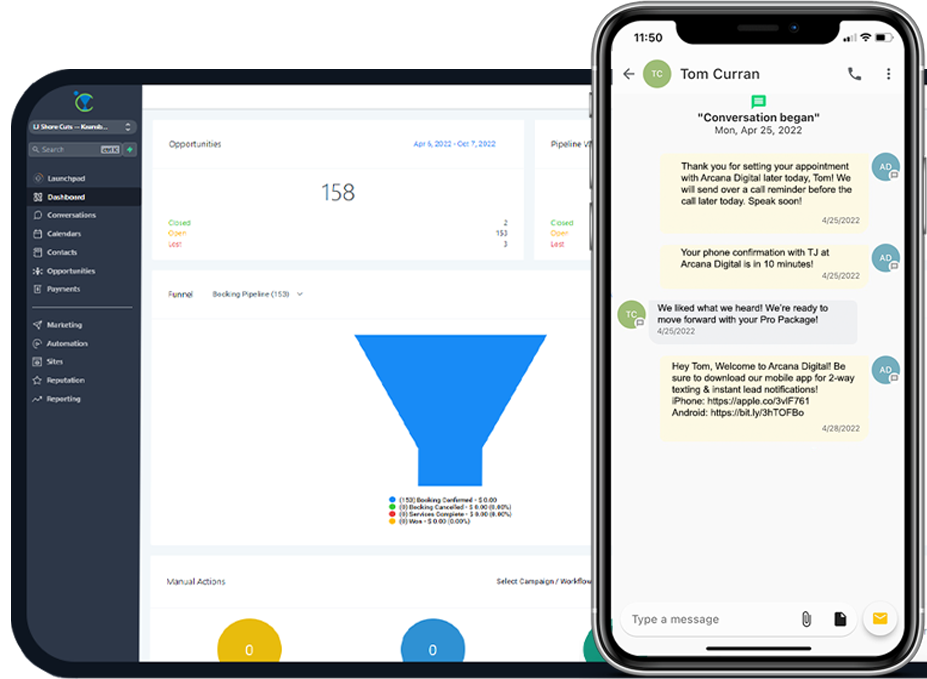 LJ Shore Cuts -- Keansb...
Search
ctrl K
Launchpad
Dashboard
Conversations
Calendars
Contacts
Opportunities
Payments
Marketing
Automation
Sites
Reputation
Reporting
Opportunities
Apr 6, 2022 - Oct 7, 2022
158
Closed 2
Open 153
Lost 3
Pipeline
Closed
Open
Lost
Funnel
Booking Pipeline (153)
(153) Booking Confirmed - $ 0.00
(0) Booking Cancelled - $ 0.00 (0.00%)
(0) Services Complete - $ 0.00 (0.00%)
(0) Won - $ 0.00 (0.00%)
Manual Actions
Select Campaign / Workflow
0
0
11:50
TC
Tom Curran
"Conversation began"
Mon, Apr 25, 2022
Thank you for setting your appointment
with Arcana Digital later today, Tom! We
will send over a call reminder before the
call later today. Speak soon!
4/25/2022
AD
Your phone confirmation with TJ at
Arcana Digital is in 10 minutes!
4/25/2022
AD
TC
We liked what we heard! We're ready to
move forward with your Pro Package!
4/25/2022
Hey Tom, Welcome to Arcana Digital! Be
sure to download our mobile app for 2-way
texting & instant lead notifications!
iPhone: https://apple.co/3vlF761
Android: https://bit.ly/3hTOFBo
4/28/2022
AD
Type a message